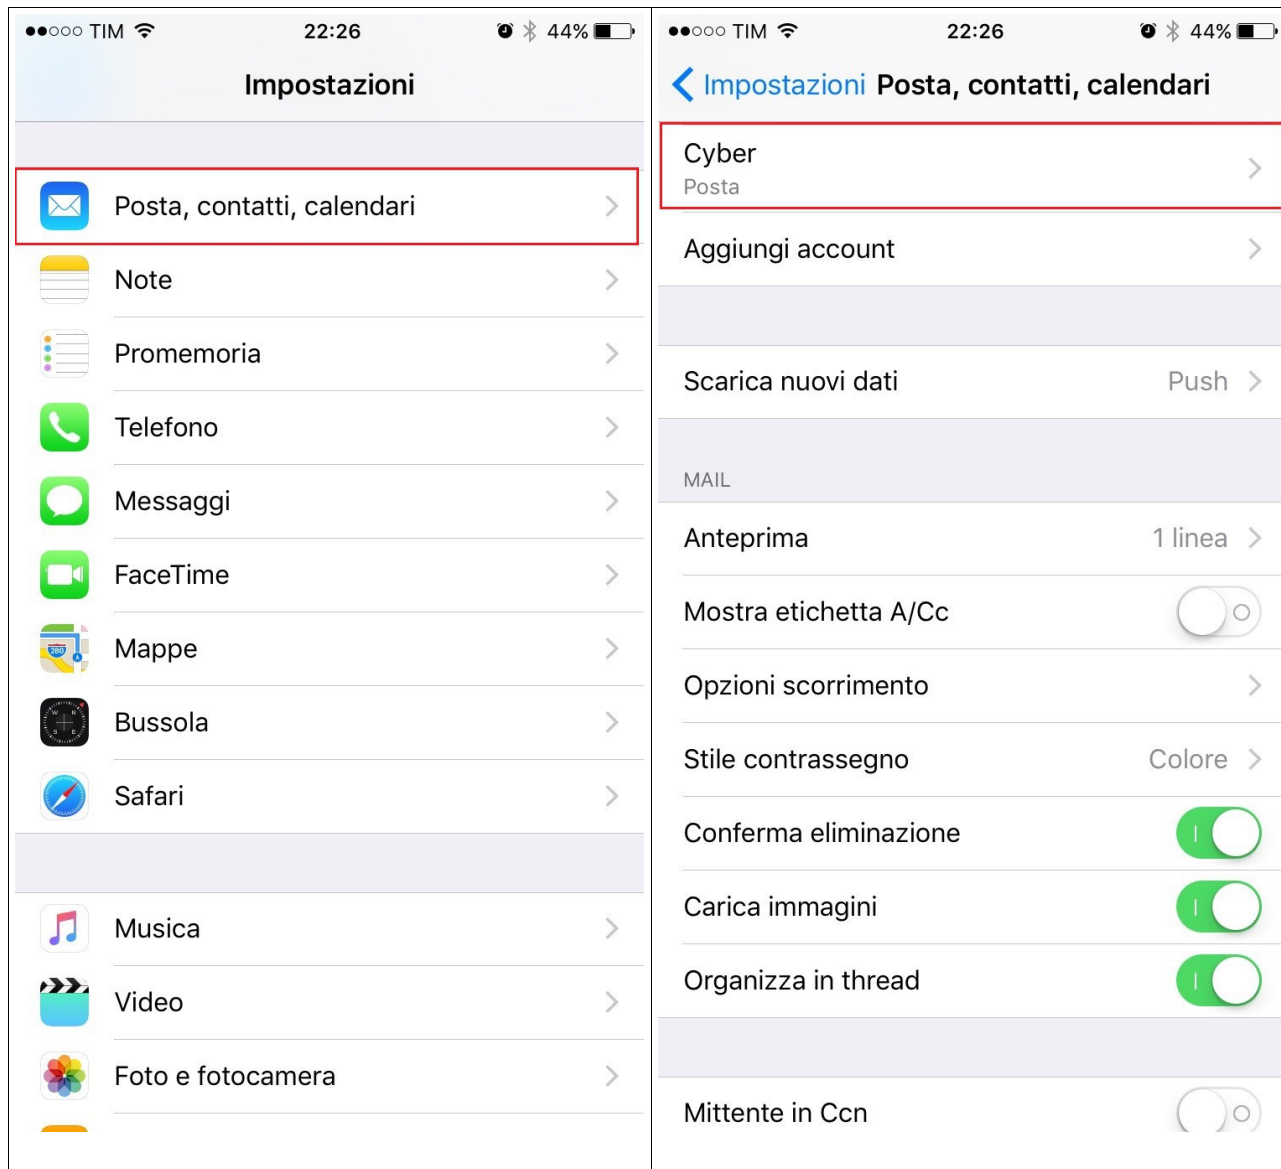 ●●○○○ TIM 22:26 44%
Impostazioni
Posta, contatti, calendari
Note
Promemoria
Telefono
Messaggi
FaceTime
280
Mappe
W N
S E
Bussola
Safari
Musica
Video
Foto e fotocamera
●●○○○ TIM 22:26 44%
Impostazioni Posta, contatti, calendari
Cyber
Posta
Aggiungi account
Scarica nuovi dati Push
MAIL
Anteprima 1 linea
Mostra etichetta A/Cc
Opzioni scorrimento
Stile contrassegno Colore
Conferma eliminazione
Carica immagini
Organizza in thread
Mittente in Ccn